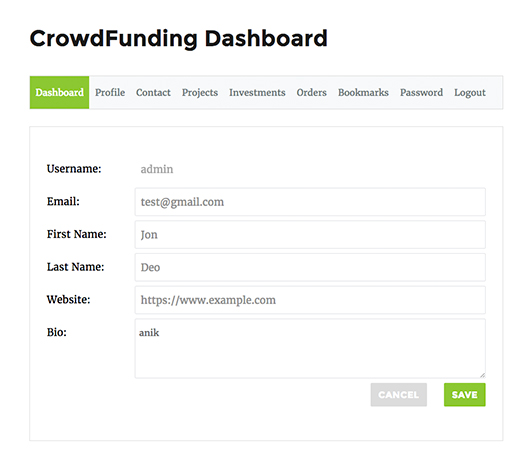 CrowdFunding Dashboard
Dashboard Profile Contact Projects Investments Orders Bookmarks Password Logout
Username: admin
Email: test@gmail.com
First Name: Jon
Last Name: Deo
Website: https://www.example.com
Bio: anik
CANCEL SAVE